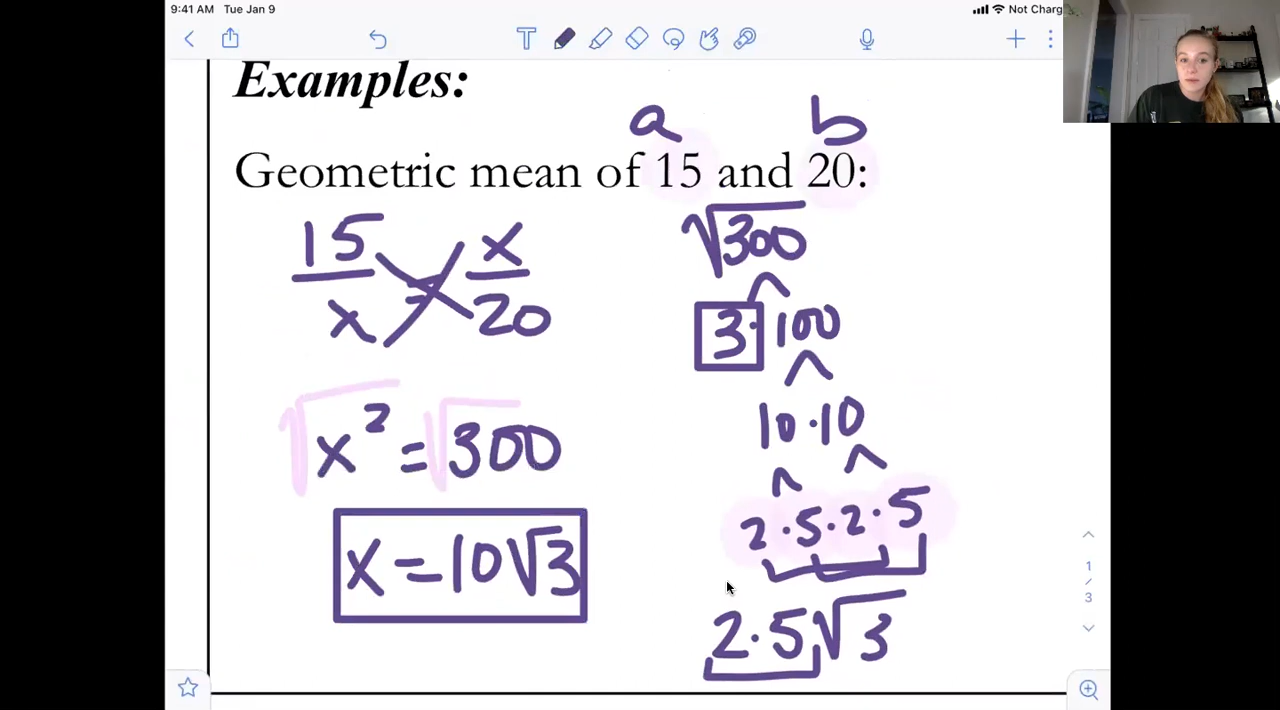 9:41 AM Tue Jan 9
Not Charg
Examples:
a b
Geometric mean of 15 and 20:
15/x = x/20
√x² = √300
x = 10√3
√300
3·100
10·10
2·5·2·5
2·5√3
1
/
3